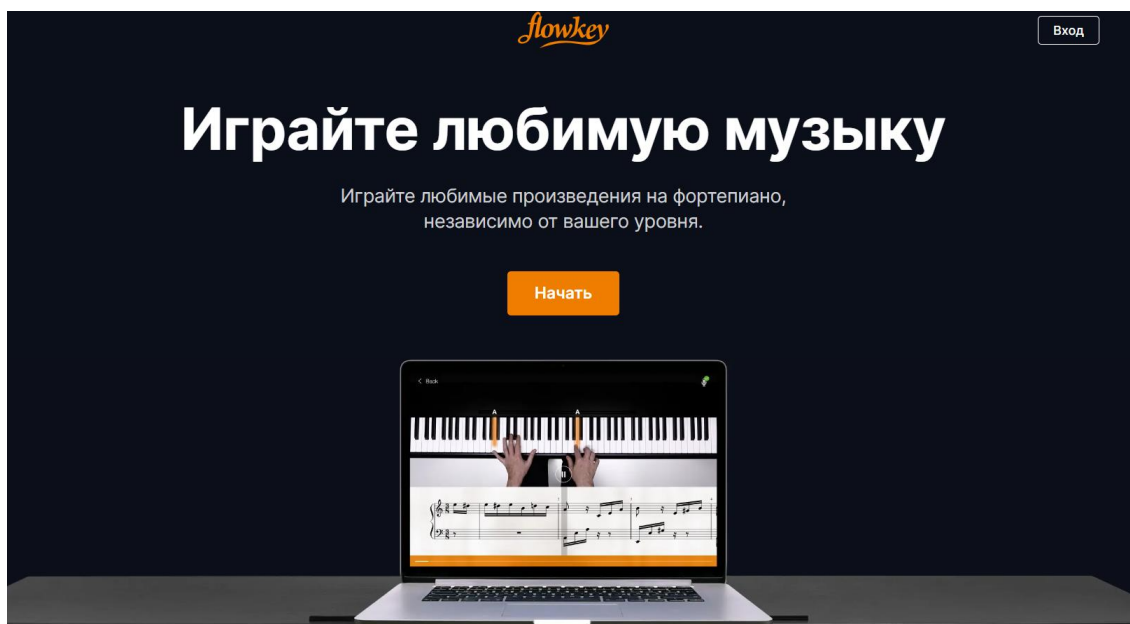 flowkey
Вход
Играйте любимую музыку
Играйте любимые произведения на фортепиано,
независимо от вашего уровня.
Начать
Back
A A